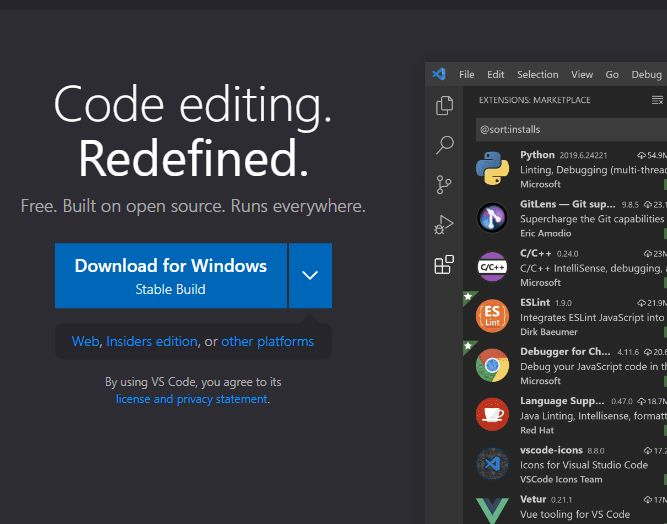 Code editing.
Redefined.
Free. Built on open source. Runs everywhere.
Download for Windows
Stable Build
Web, Insiders edition, or other platforms
By using VS Code, you agree to its
license and privacy statement.
File Edit Selection View Go Debug
EXTENSIONS: MARKETPLACE
@sort:installs
Python 2019.6.24221 54.9M
Linting, Debugging (multi-threa
Microsoft
GitLens — Git sup... 9.8.5 23.1
Supercharge the Git capabilities
Eric Amodio
C/C++
C/C++ 0.24.0 23M
C/C++ IntelliSense, debugging, a
Microsoft
ES
Lint
ESLint 1.9.0 21.9M
Integrates ESLint JavaScript into
Dirk Baeumer
Debugger for Ch... 4.11.6 20.6
Debug your JavaScript code in th
Microsoft
Language Supp... 0.47.0 18.7M
Java Linting, Intellisense, formatt
Red Hat
vscode-icons 8.8.0 17.2
Icons for Visual Studio Code
VSCode Icons Team
Vetur 0.21.1 17M
Vue tooling for VS Code